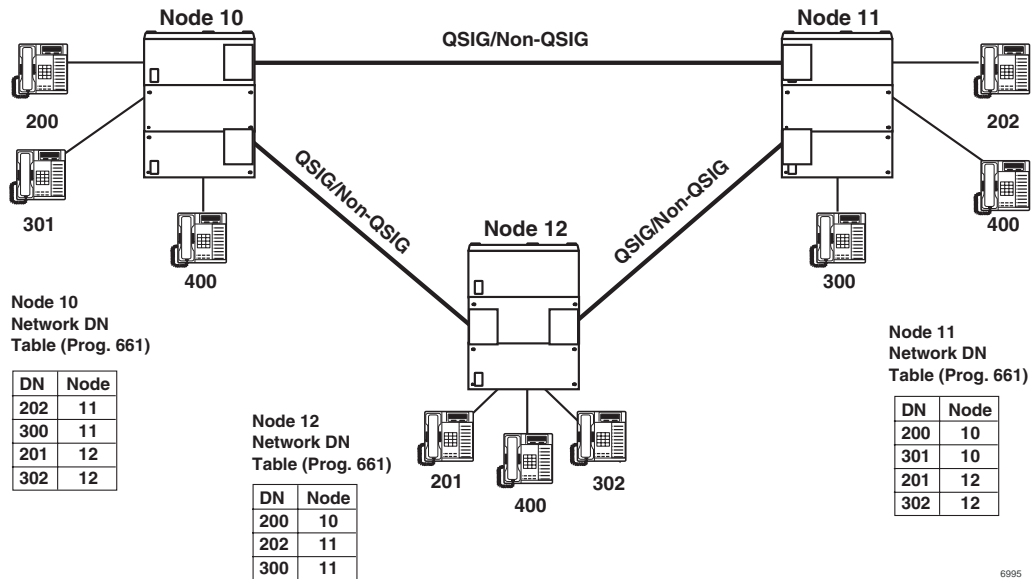 Node 10
Node 11
QSIG/Non-QSIG
200
202
301
400
QSIG/Non-QSIG
QSIG/Non-QSIG
Node 12
300
400
Node 10
Network DN
Table (Prog. 661)
DN Node
202 11
300 11
201 12
302 12
201
400
302
Node 12
Network DN
Table (Prog. 661)
DN Node
200 10
202 11
300 11
Node 11
Network DN
Table (Prog. 661)
DN Node
200 10
301 10
201 12
302 12
6995